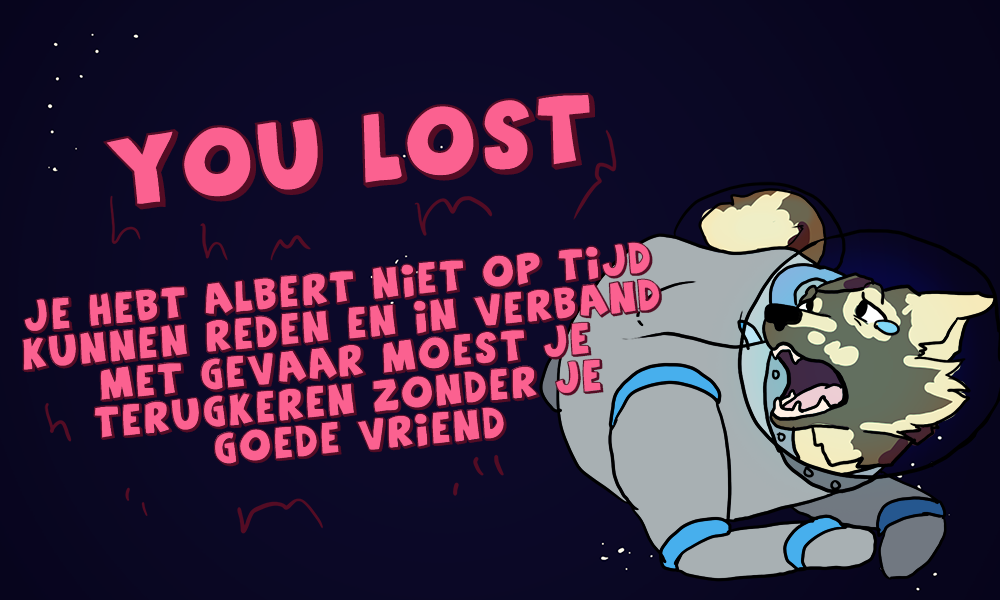 YOU LOST
JE HEBT ALBERT NiET OP TiJD
KUNNEN REDEN EN iN VERBAND
MET GEVAAR MOEST JE
TERUGKEREN ZONDER JE
GOEDE VRiEND